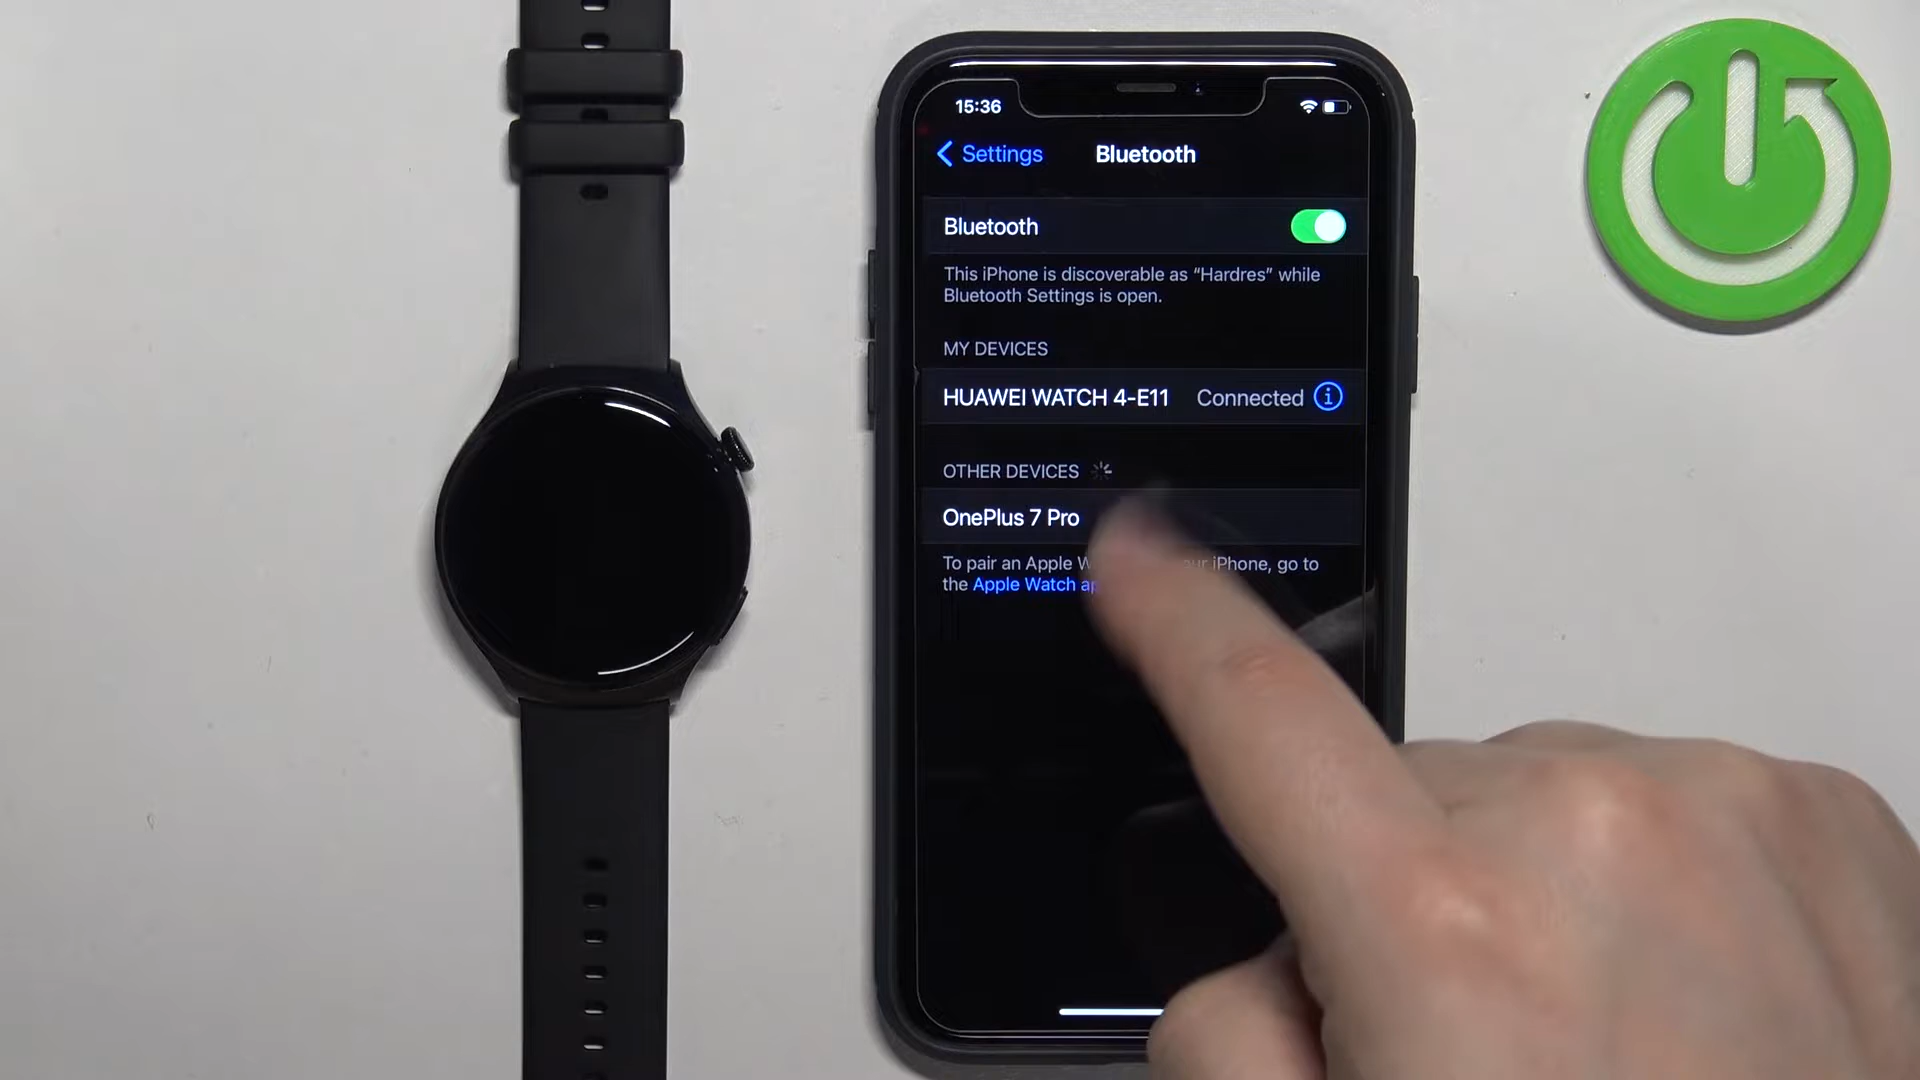 15:36
Settings
Bluetooth
Bluetooth
This iPhone is discoverable as “Hardres” while
Bluetooth Settings is open.
MY DEVICES
HUAWEI WATCH 4-E11 Connected
OTHER DEVICES
OnePlus 7 Pro
To pair an Apple iPhone, go to
the Apple Watch